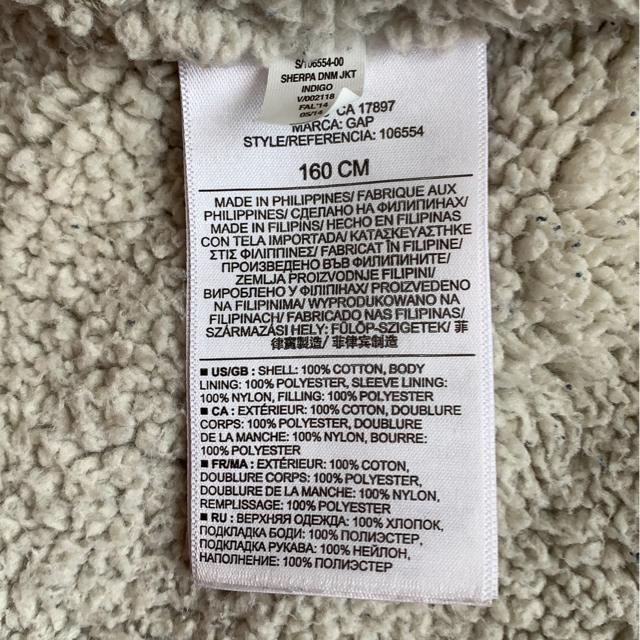 S/106554-00
SHERPA DNM JKT
INDIGO
V/002118
FAL'14
05/14
CA 17897
MARCA: GAP
STYLE/REFERENCIA: 106554
160 CM
MADE IN PHILIPPINES/ FABRIQUE AUX
PHILIPPINES/ СДЕЛАНО НА ФИЛИПИНАХ/
MADE IN FILIPINS/ HECHO EN FILIPINAS
CON TELA IMPORTADA/ ΚΑΤΑΣΚΕΥΑΣΤΗΚΕ
ΣΤΙΣ ΦΙΛΙΠΠΙΝΕΣ/ FABRICAT ÎN FILIPINE/
ПРОИЗВЕДЕНО ВЪВ ФИЛИПИНИТЕ/
ZEMLJA PROIZVODNJE FILIPINI/
ВИРОБЛЕНО У ФІЛІПІНАХ/ PROIZVEDENO
NA FILIPINIMA/ WYPRODUKOWANO NA
FILIPINACH/ FABRICADO NAS FILIPINAS/
SZÁRMAZÁSI HELY: FÜLÖP-SZIGETEK/ 菲
律賓製造/ 菲律宾制造
■ US/GB : SHELL: 100% COTTON, BODY
LINING: 100% POLYESTER, SLEEVE LINING:
100% NYLON, FILLING: 100% POLYESTER
■ CA : EXTÉRIEUR: 100% COTON, DOUBLURE
CORPS: 100% POLYESTER, DOUBLURE
DE LA MANCHE: 100% NYLON, BOURRE:
100% POLYESTER
■ FR/MA : EXTÉRIEUR: 100% COTON,
DOUBLURE CORPS: 100% POLYESTER,
DOUBLURE DE LA MANCHE: 100% NYLON,
REMPLISSAGE: 100% POLYESTER
■ RU : ВЕРХНЯЯ ОДЕЖДА: 100% ХЛОПОК,
ПОДКЛАДКА БОДИ: 100% ПОЛИЭСТЕР,
ПОДКЛАДКА РУКАВА: 100% НЕЙЛОН,
НАПОЛНЕНИЕ: 100% ПОЛИЭСТЕР